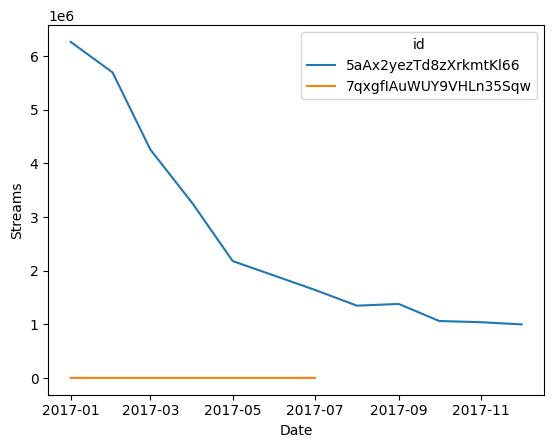 1e6
id
5aAx2yezTd8zXrkmtKl66
7qxgfIAuWUY9VHLn35Sqw
6
5
4
3
2
1
0
Streams
2017-01 2017-03 2017-05 2017-07 2017-09 2017-11
Date